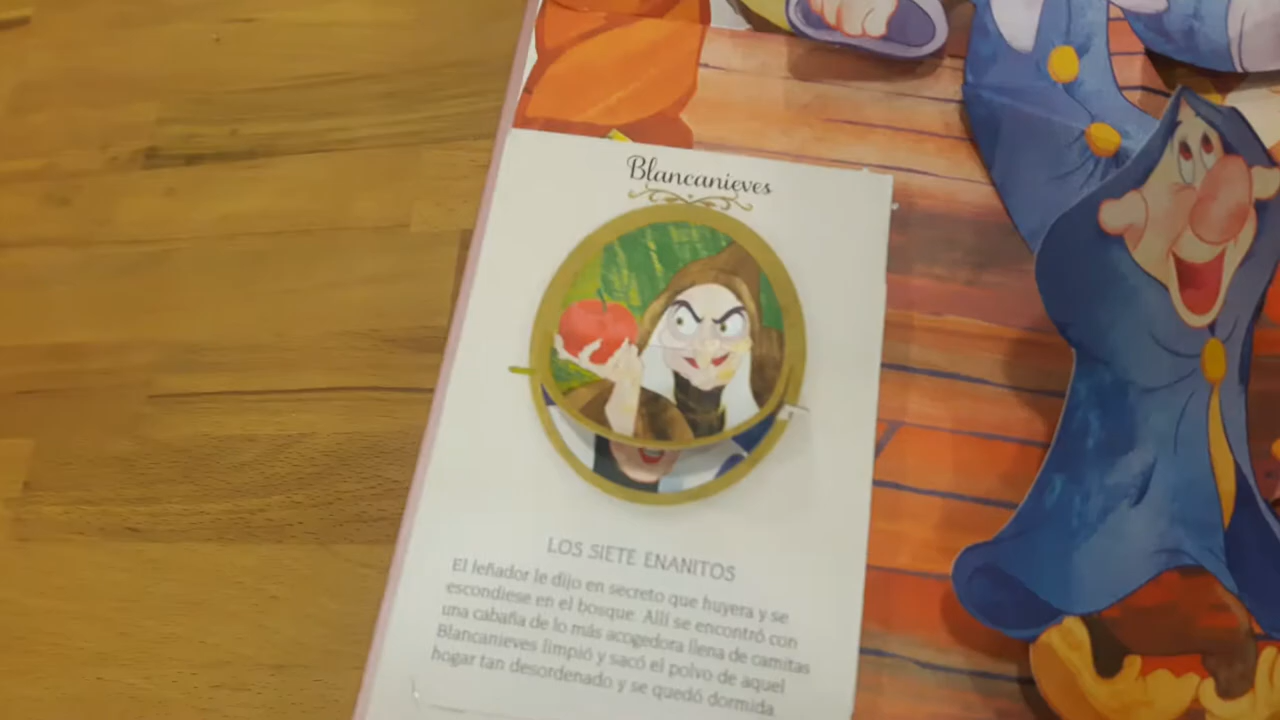 Blancanieves
LOS SIETE ENANITOS
El leñador le dijo en secreto que huyera y se
escondiese en el bosque. Allí se encontró con
una cabaña de lo más acogedora llena de camitas
Blancanieves limpió y sacó el polvo de aquel
hogar tan desordenado y se quedó dormida